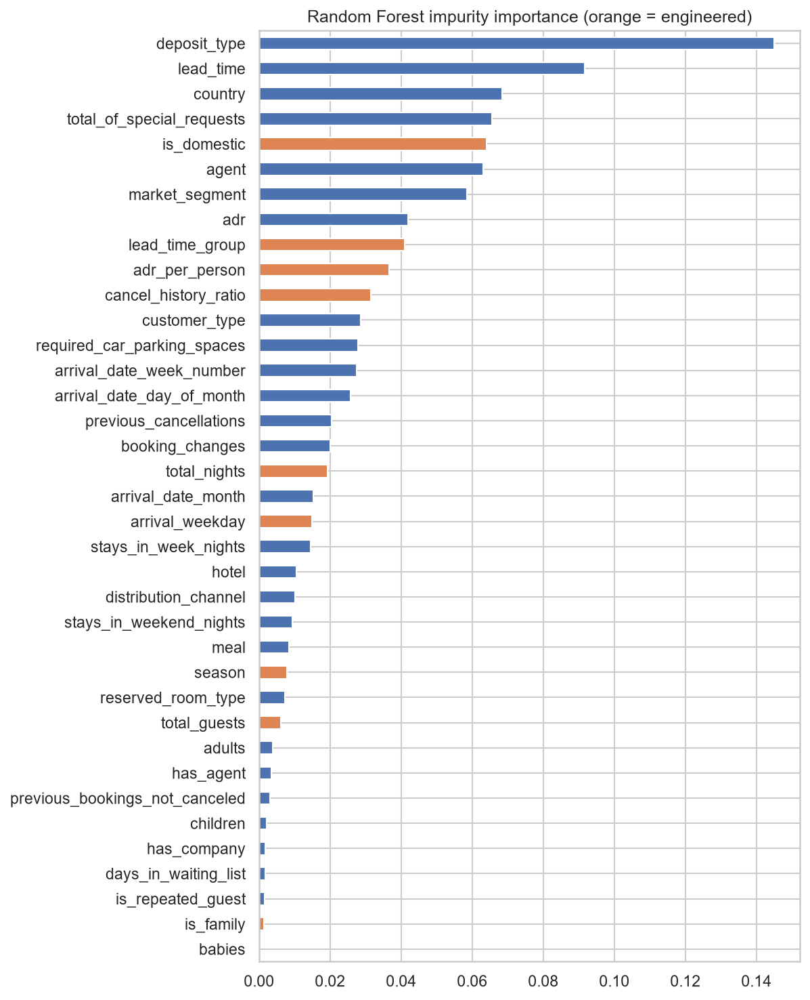 Random Forest impurity importance (orange = engineered)
deposit_type
lead_time
country
total_of_special_requests
is_domestic
agent
market_segment
adr
lead_time_group
adr_per_person
cancel_history_ratio
customer_type
required_car_parking_spaces
arrival_date_week_number
arrival_date_day_of_month
previous_cancellations
booking_changes
total_nights
arrival_date_month
arrival_weekday
stays_in_week_nights
hotel
distribution_channel
stays_in_weekend_nights
meal
season
reserved_room_type
total_guests
adults
has_agent
previous_bookings_not_canceled
children
has_company
days_in_waiting_list
is_repeated_guest
is_family
babies
0.00 0.02 0.04 0.06 0.08 0.10 0.12 0.14